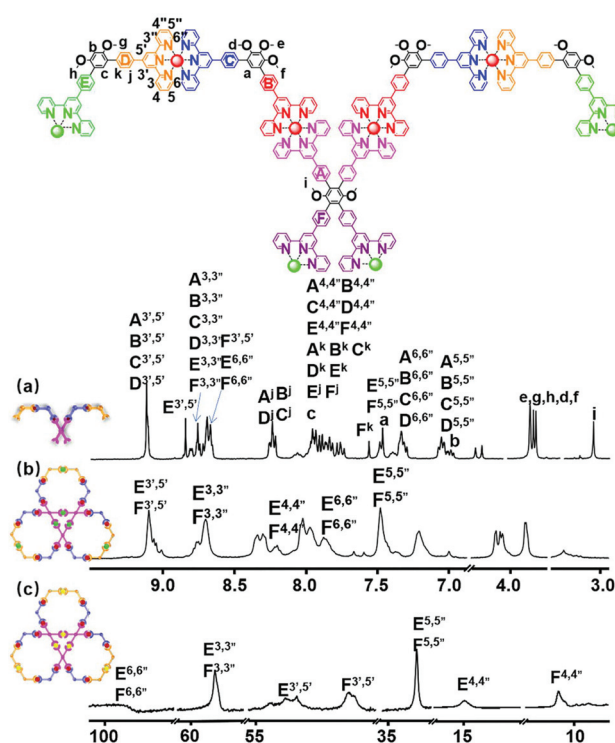 4" 5"
3" 6"
b g
O O- -O O d- -O O- e -O O
h c k j 5' 3' 4 5 6 a f
D C
E B
N N N
A
i O O
F
A3',5'
B3',5'
C3',5'
D3',5'
E3',5'
A3,3"
B3,3"
C3,3"
D3,3" F3',5'
E3,3" E6,6"
F3,3" F6,6"
Aj Bj
Dj Cj
A4,4" B4,4"
C4,4" D4,4"
E4,4" F4,4"
Ak Bk Ck
Dk Ek
Ej Fj
c
Fk
E5,5"
F5,5"
a
A6,6"
B6,6"
C6,6"
D6,6"
A5,5"
B5,5"
C5,5"
D5,5"
b
e,g,h,d,f
i
(a)
(b)
E3',5'
F3',5'
E3,3"
F3,3"
E4,4"
F4,4"
E6,6"
F6,6"
E5,5"
F5,5"
9.0 8.5 8.0 7.5 7.0 4.0 3.0
(c)
E6,6"
F6,6"
E3,3"
F3,3"
E3',5'
F3',5'
E5,5"
F5,5"
E4,4"
F4,4"
100 60 55 35 15 10